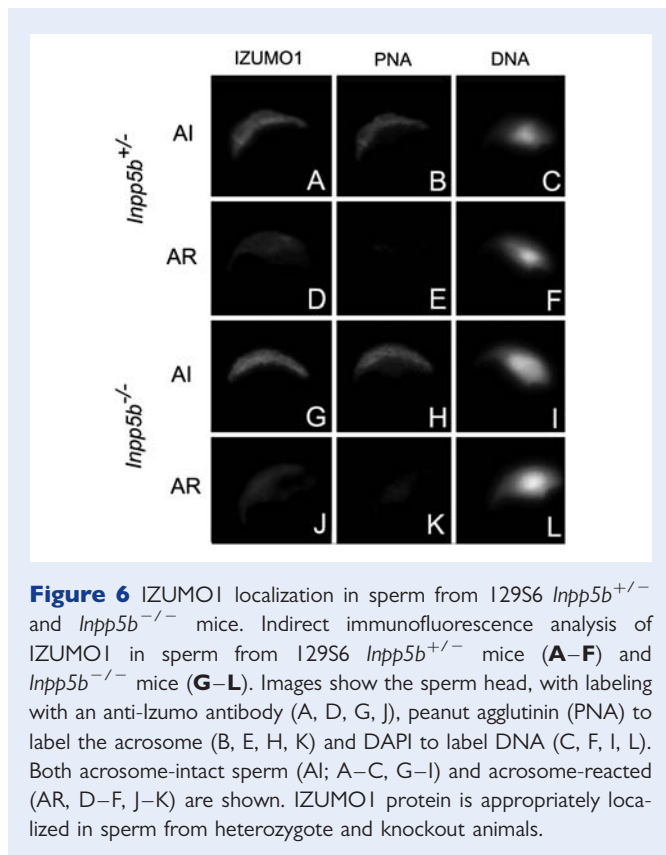 IZUMO1 PNA DNA
Inpp5b+/-
AI
A B C
AR
D E F
Inpp5b-/-
AI
G H I
AR
J K L
Figure 6 IZUMO1 localization in sperm from 129S6 Inpp5b+/−
and Inpp5b−/− mice. Indirect immunofluorescence analysis of
IZUMO1 in sperm from 129S6 Inpp5b+/− mice (A–F) and
Inpp5b−/− mice (G–L). Images show the sperm head, with labeling
with an anti-Izumo antibody (A, D, G, J), peanut agglutinin (PNA) to
label the acrosome (B, E, H, K) and DAPI to label DNA (C, F, I, L).
Both acrosome-intact sperm (AI; A–C, G–I) and acrosome-reacted
(AR, D–F, J–K) are shown. IZUMO1 protein is appropriately loca-
lized in sperm from heterozygote and knockout animals.